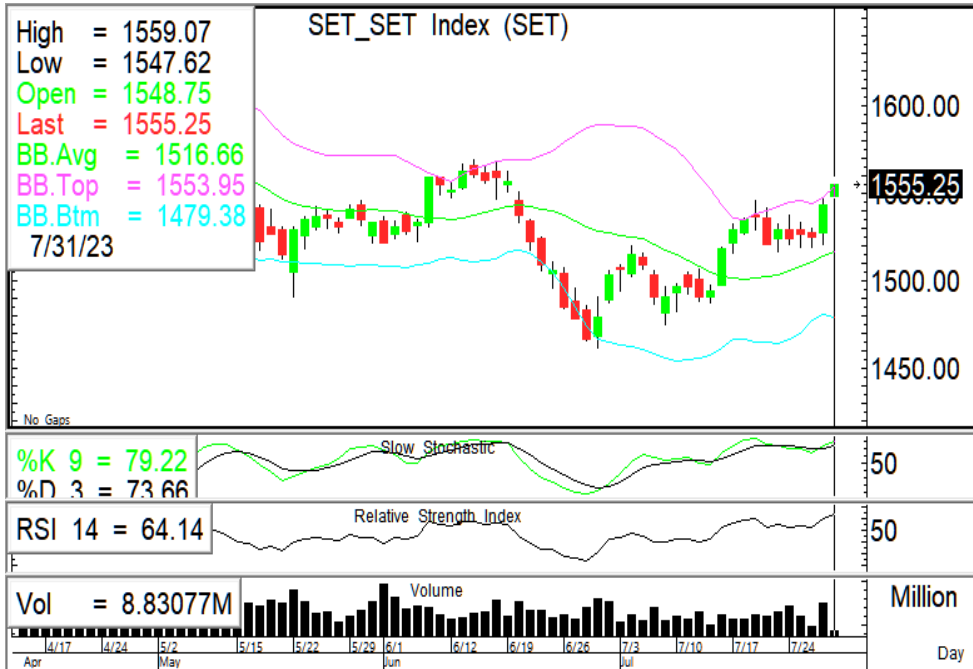 SET_SET Index (SET)
High = 1559.07
Low = 1547.62
Open = 1548.75
Last = 1555.25
BB.Avg = 1516.66
BB.Top = 1553.95
BB.Btm = 1479.38
7/31/23
1600.00
1555.25
1500.00
1450.00
No Gaps
Slow Stochastic
%K 9 = 79.22
%D 3 = 73.66
50
Relative Strength Index
RSI 14 = 64.14
50
Volume
Vol = 8.83077M
Million
4/17 4/24 5/2 5/15 5/22 5/29 6/1 6/12 6/19 6/26 7/3 7/10 7/17 7/24
Apr May Jun Jul
Day